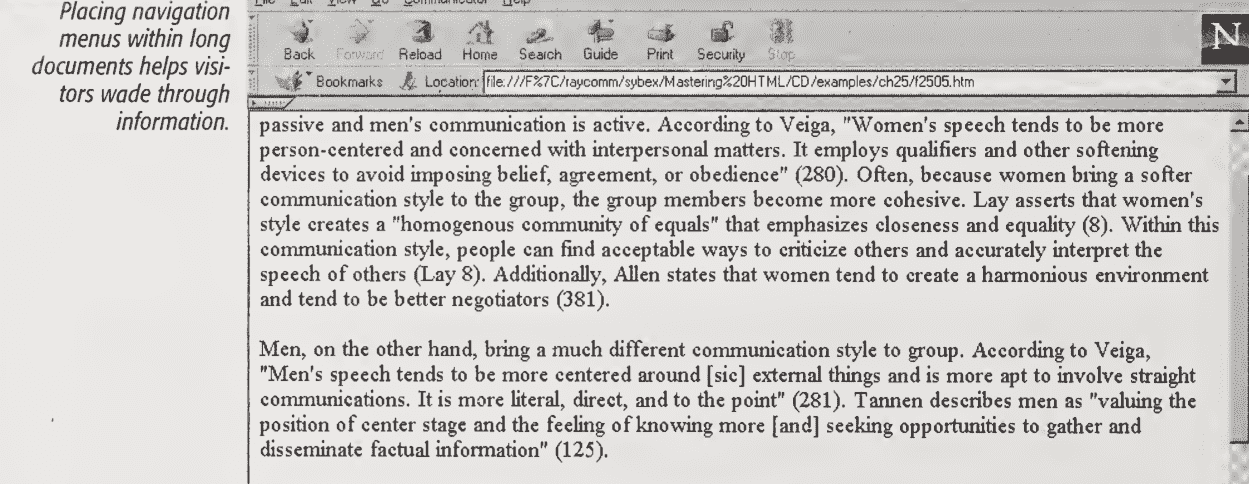 Placing navigation
menus within long
documents helps visi-
tors wade through
information.
File Edit View Go Communicator Help
Back Forward Reload Home Search Guide Print Security Stop
N
Bookmarks Location: file:///F%7C/raycomm/sybex/Mastering%20HTML/CD/examples/ch25/f2505.htm
passive and men's communication is active. According to Veiga, "Women's speech tends to be more
person-centered and concerned with interpersonal matters. It employs qualifiers and other softening
devices to avoid imposing belief, agreement, or obedience" (280). Often, because women bring a softer
communication style to the group, the group members become more cohesive. Lay asserts that women's
style creates a "homogenous community of equals" that emphasizes closeness and equality (8). Within this
communication style, people can find acceptable ways to criticize others and accurately interpret the
speech of others (Lay 8). Additionally, Allen states that women tend to create a harmonious environment
and tend to be better negotiators (381).
Men, on the other hand, bring a much different communication style to group. According to Veiga,
"Men's speech tends to be more centered around [sic] external things and is more apt to involve straight
communications. It is more literal, direct, and to the point" (281). Tannen describes men as "valuing the
position of center stage and the feeling of knowing more [and] seeking opportunities to gather and
disseminate factual information" (125).